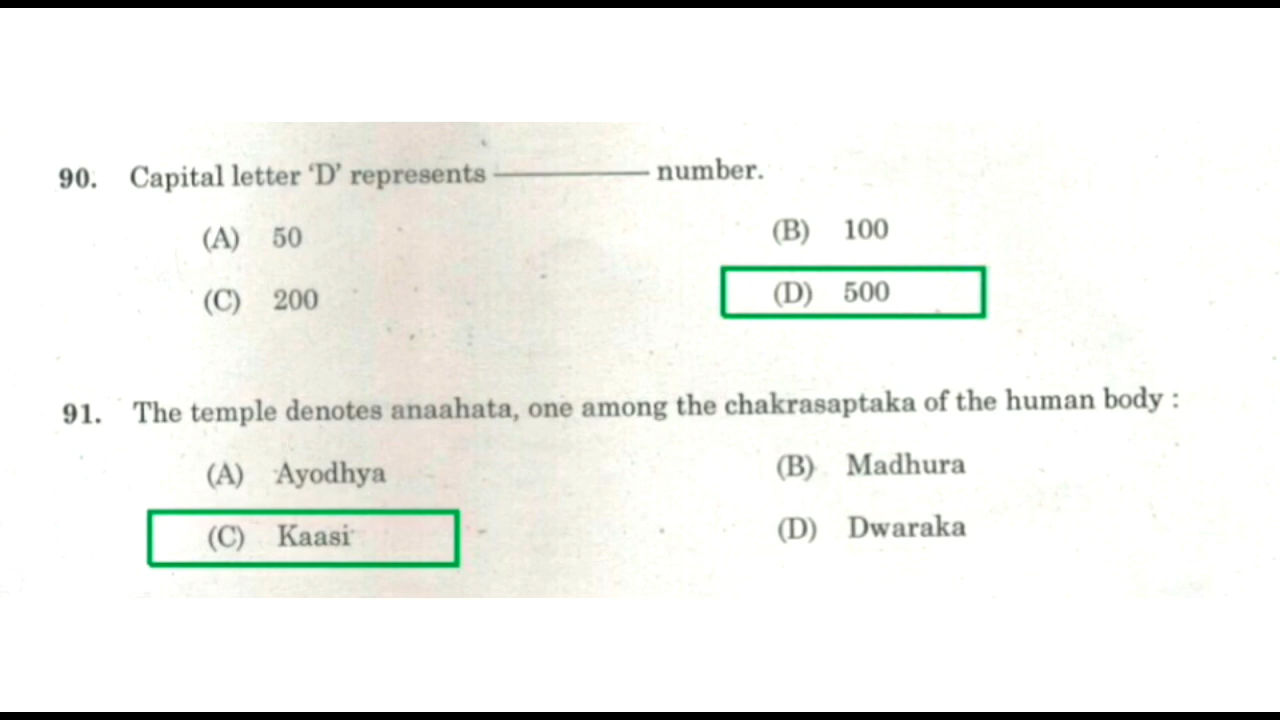 90. Capital letter ‘D’ represents ———— number.
(A) 50 (B) 100
(C) 200 (D) 500
91. The temple denotes anaahata, one among the chakrasaptaka of the human body :
(A) Ayodhya (B) Madhura
(C) Kaasi (D) Dwaraka